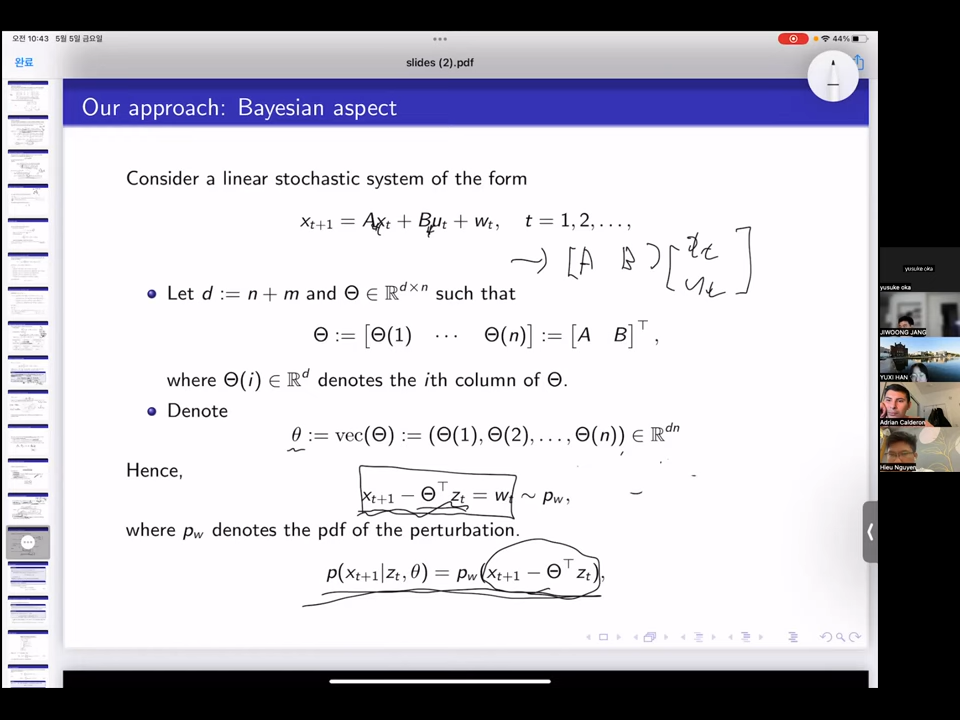 오전 10:43 5월 5일 금요일
44%
완료
slides (2).pdf
Our approach: Bayesian aspect
Consider a linear stochastic system of the form
x_{t+1} = Ax_t + Bu_t + w_t, t = 1, 2, . . . ,
→ [A B] [x_t
u_t]
Let d := n + m and Θ ∈ ℝ^{d×n} such that
Θ := [Θ(1) ⋯ Θ(n)] := [A B]^⊤,
where Θ(i) ∈ ℝ^d denotes the ith column of Θ.
Denote
θ := vec(Θ) := (Θ(1), Θ(2), . . . , Θ(n)) ∈ ℝ^{dn}
Hence,
x_{t+1} − Θ^⊤ z_t = w_t ∼ p_w,
where p_w denotes the pdf of the perturbation.
p(x_{t+1}|z_t, θ) = p_w(x_{t+1} − Θ^⊤ z_t),
yusuke oka
yusuke oka
JIWOONG JANG
YUXI HAN
Adrian Calderon
Hieu Nguyen